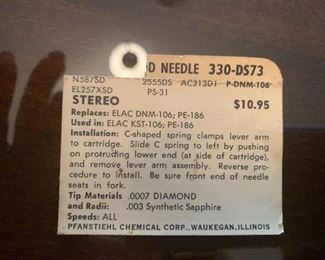 OD NEEDLE 330-DS73
N587SD 2555DS AC313D1 P-DNM-106
EL257XSD PS-31
STEREO $10.95
Replaces: ELAC DNM-106; PE-186
Used in: ELAC KST-106; PE-186
Installation: C-shaped spring clamps lever arm
to cartridge. Slide C spring to left by pushing
on protruding lower end (at side of cartridge),
and remove lever arm assembly. Reverse pro-
cedure to install. Be sure front end of needle
seats in fork.
Tip Materials .0007 DIAMOND
and Radii: .003 Synthetic Sapphire
Speeds: ALL
PFANSTIEHL CHEMICAL CORP., WAUKEGAN, ILLINOIS